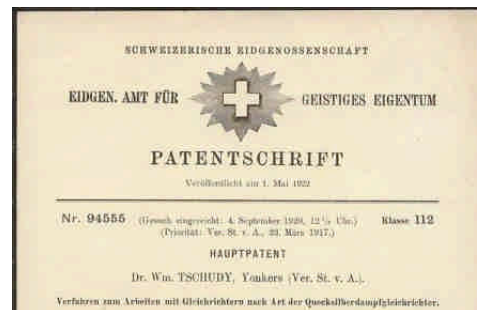 SCHWEIZERISCHE EIDGENOSSENSCHAFT
EIDGEN. AMT FÜR GEISTIGES EIGENTUM
PATENTSCHRIFT
Veröffentlicht am 1. Mai 1922
Nr. 94555 (Gesuch eingereicht: 4. September 1920, 12 Uhr.) Klasse 112
(Priorität: Ver. St. v. A., 23. März 1917.)
HAUPTPATENT
Dr. Wm. TSCHUDY, Yonkers (Ver. St. v. A.).
Verfahren zum Arbeiten mit Gleichrichtern nach Art der Quecksilberdampfgleichrichter.